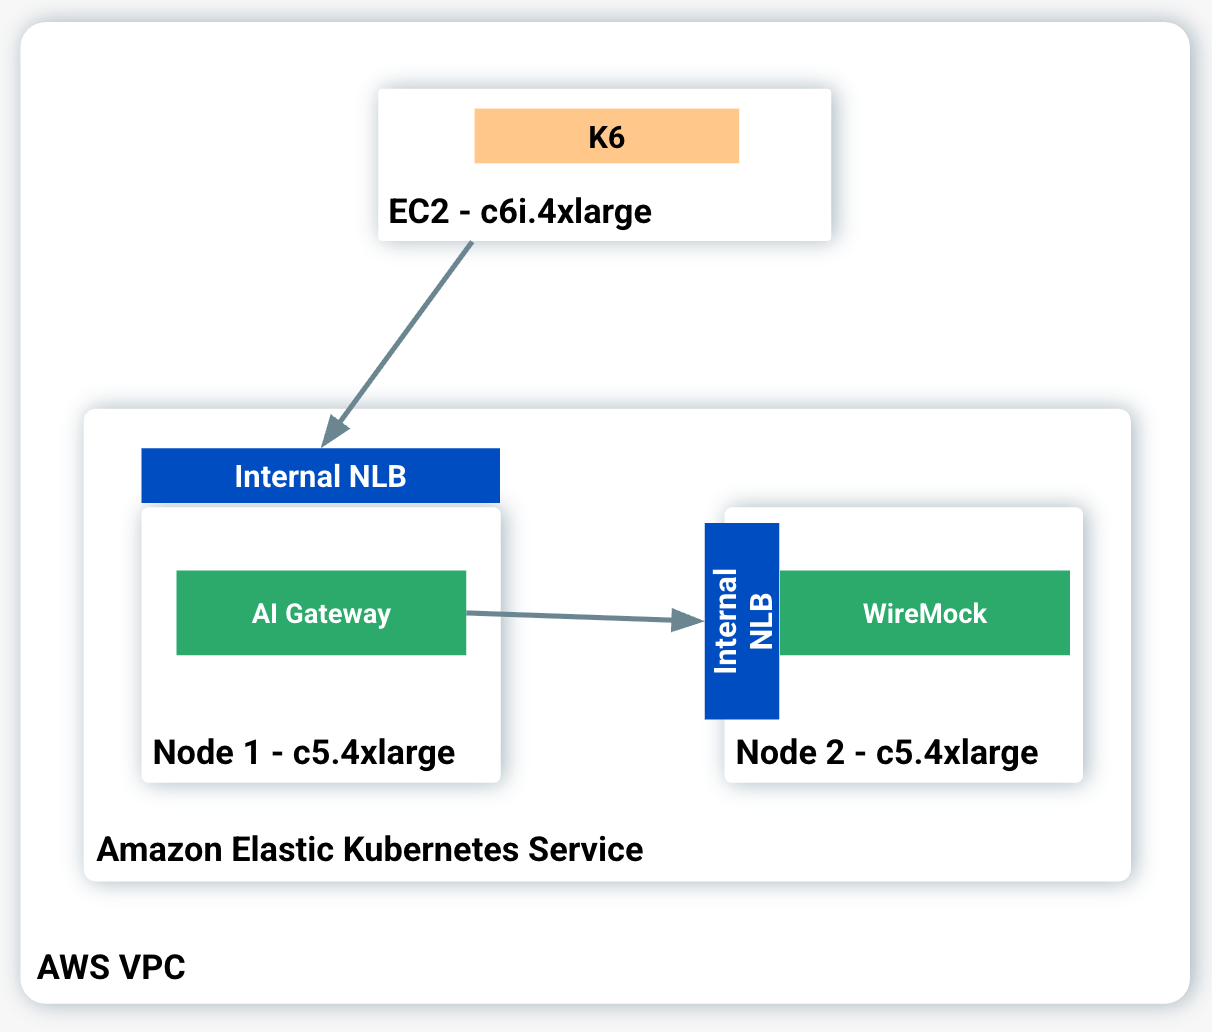 K6
EC2 - c6i.4xlarge
Internal NLB
AI Gateway
Node 1 - c5.4xlarge
Internal
NLB
WireMock
Node 2 - c5.4xlarge
Amazon Elastic Kubernetes Service
AWS VPC